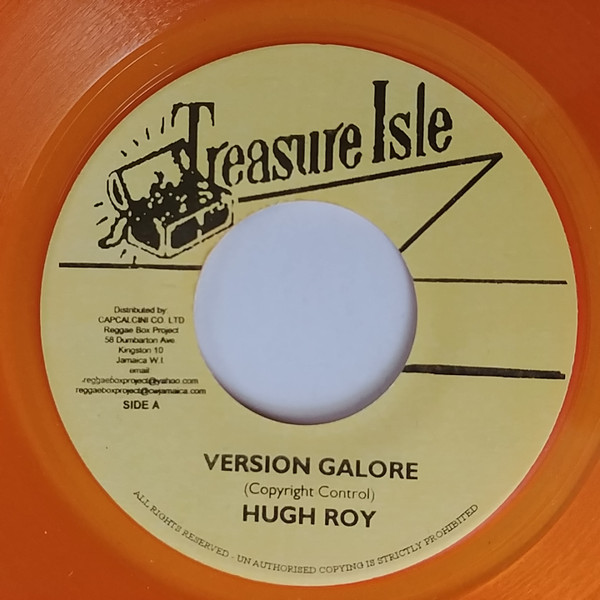 Treasure Isle
Distributed by
CAPCALCINI CO. LTD
Reggae Box Project
58 Dumbarton Ave
Kingston 10
Jamaica W.I.
email
reggaeboxproject@yahoo.com
reggaeboxproject@cwjamaica.com
SIDE A
VERSION GALORE
(Copyright Control)
HUGH ROY
ALL RIGHTS RESERVED - UN AUTHORISED COPYING IS STRICTLY PROHIBITED